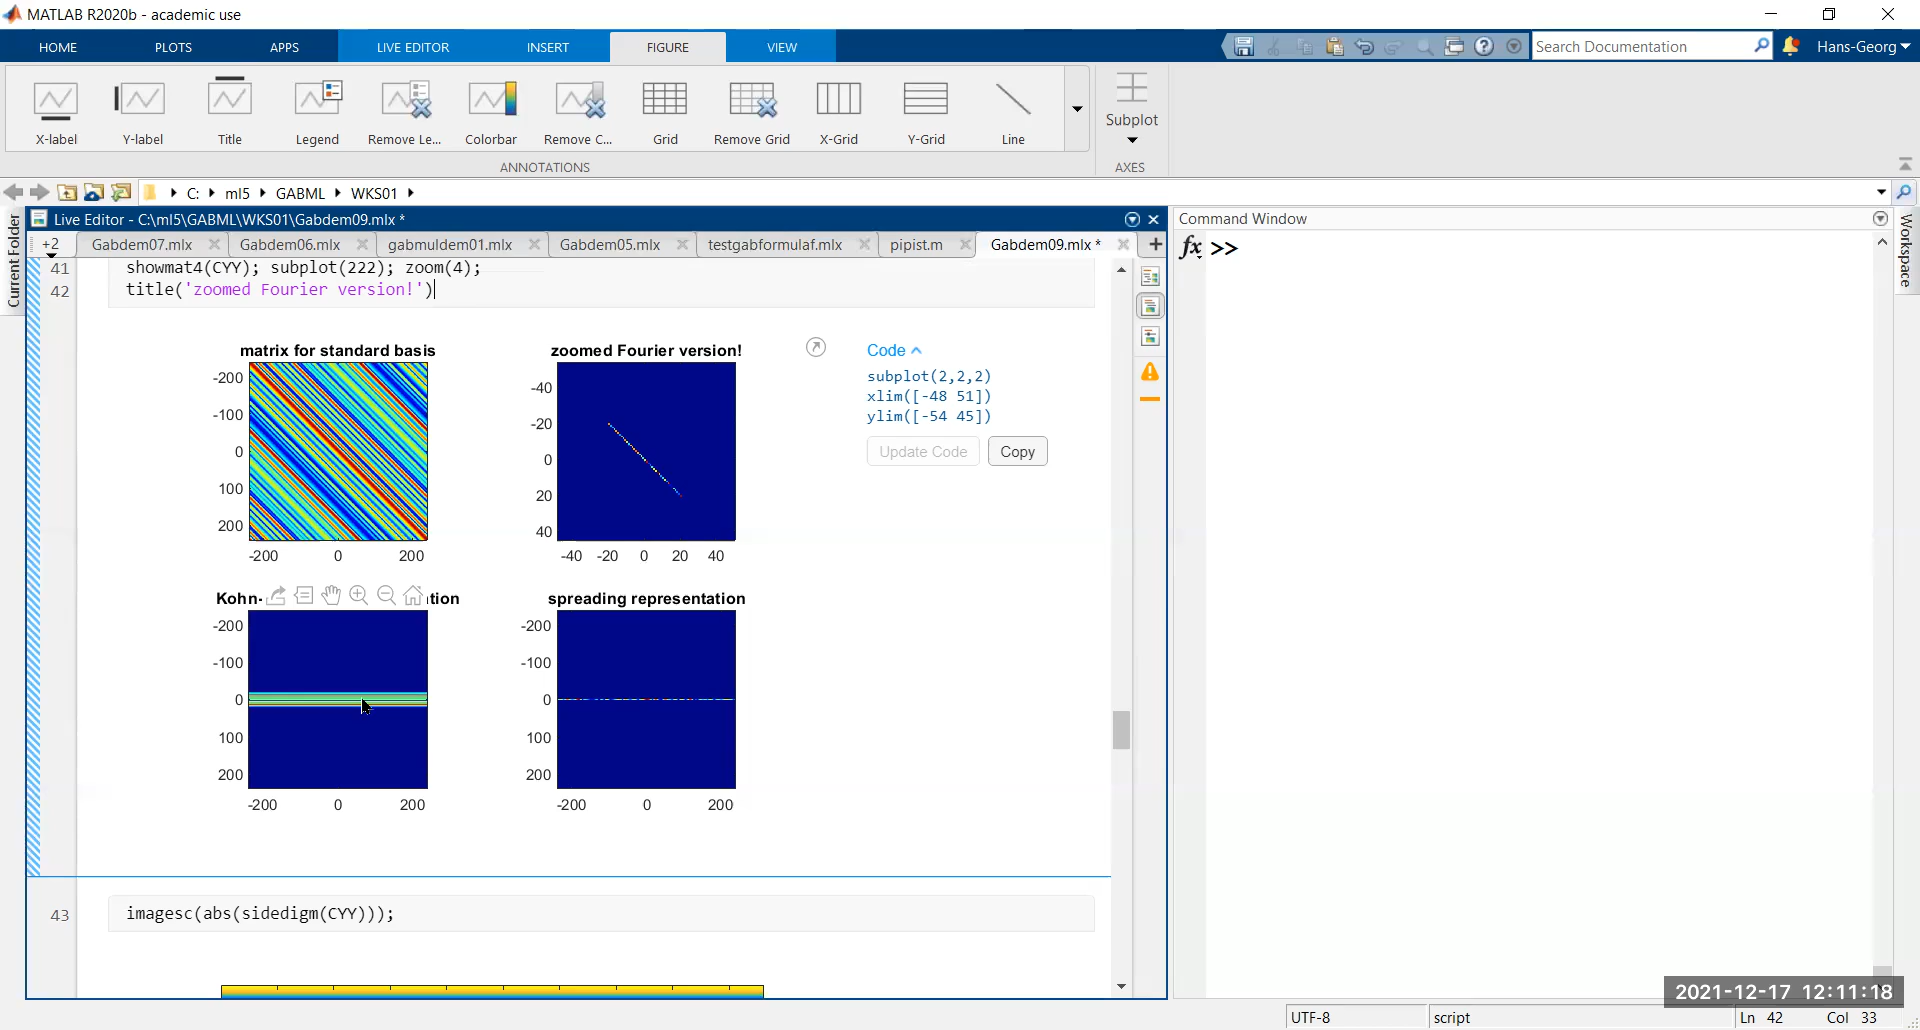 MATLAB R2020b - academic use
HOME PLOTS APPS LIVE EDITOR INSERT FIGURE VIEW Search Documentation Hans-Georg
X-label Y-label Title Legend Remove Le... Colorbar Remove C... Grid Remove Grid X-Grid Y-Grid Line Subplot
ANNOTATIONS AXES
C: ml5 GABML WKS01
Current Folder
Live Editor - C:\ml5\GABML\WKS01\Gabdem09.mlx *
Command Window
Workspace
+2 Gabdem07.mlx Gabdem06.mlx gabmuldem01.mlx Gabdem05.mlx testgabformulaf.mlx pipist.m Gabdem09.mlx *
fx >>
41 showmat4(CYY); subplot(222); zoom(4);
42 title('zoomed Fourier version!')
matrix for standard basis
-200
-100
0
100
200
-200 0 200
zoomed Fourier version!
-40
-20
0
20
40
-40 -20 0 20 40
Code
subplot(2,2,2)
xlim([-48 51])
ylim([-54 45])
Update Code Copy
Kohn- tion
-200
-100
0
100
200
-200 0 200
spreading representation
-200
-100
0
100
200
-200 0 200
43 imagesc(abs(sidedigm(CYY)));
2021-12-17 12:11:18
UTF-8 script Ln 42 Col 33